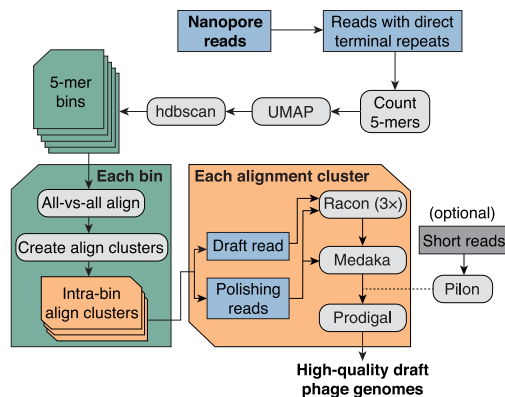 Nanopore
reads
Reads with direct
terminal repeats
5-mer
bins
hdbscan
UMAP
Count
5-mers
Each bin
All-vs-all align
Create align clusters
Intra-bin
align clusters
Each alignment cluster
Draft read
Polishing
reads
Racon (3×)
Medaka
Prodigal
(optional)
Short reads
Pilon
High-quality draft
phage genomes